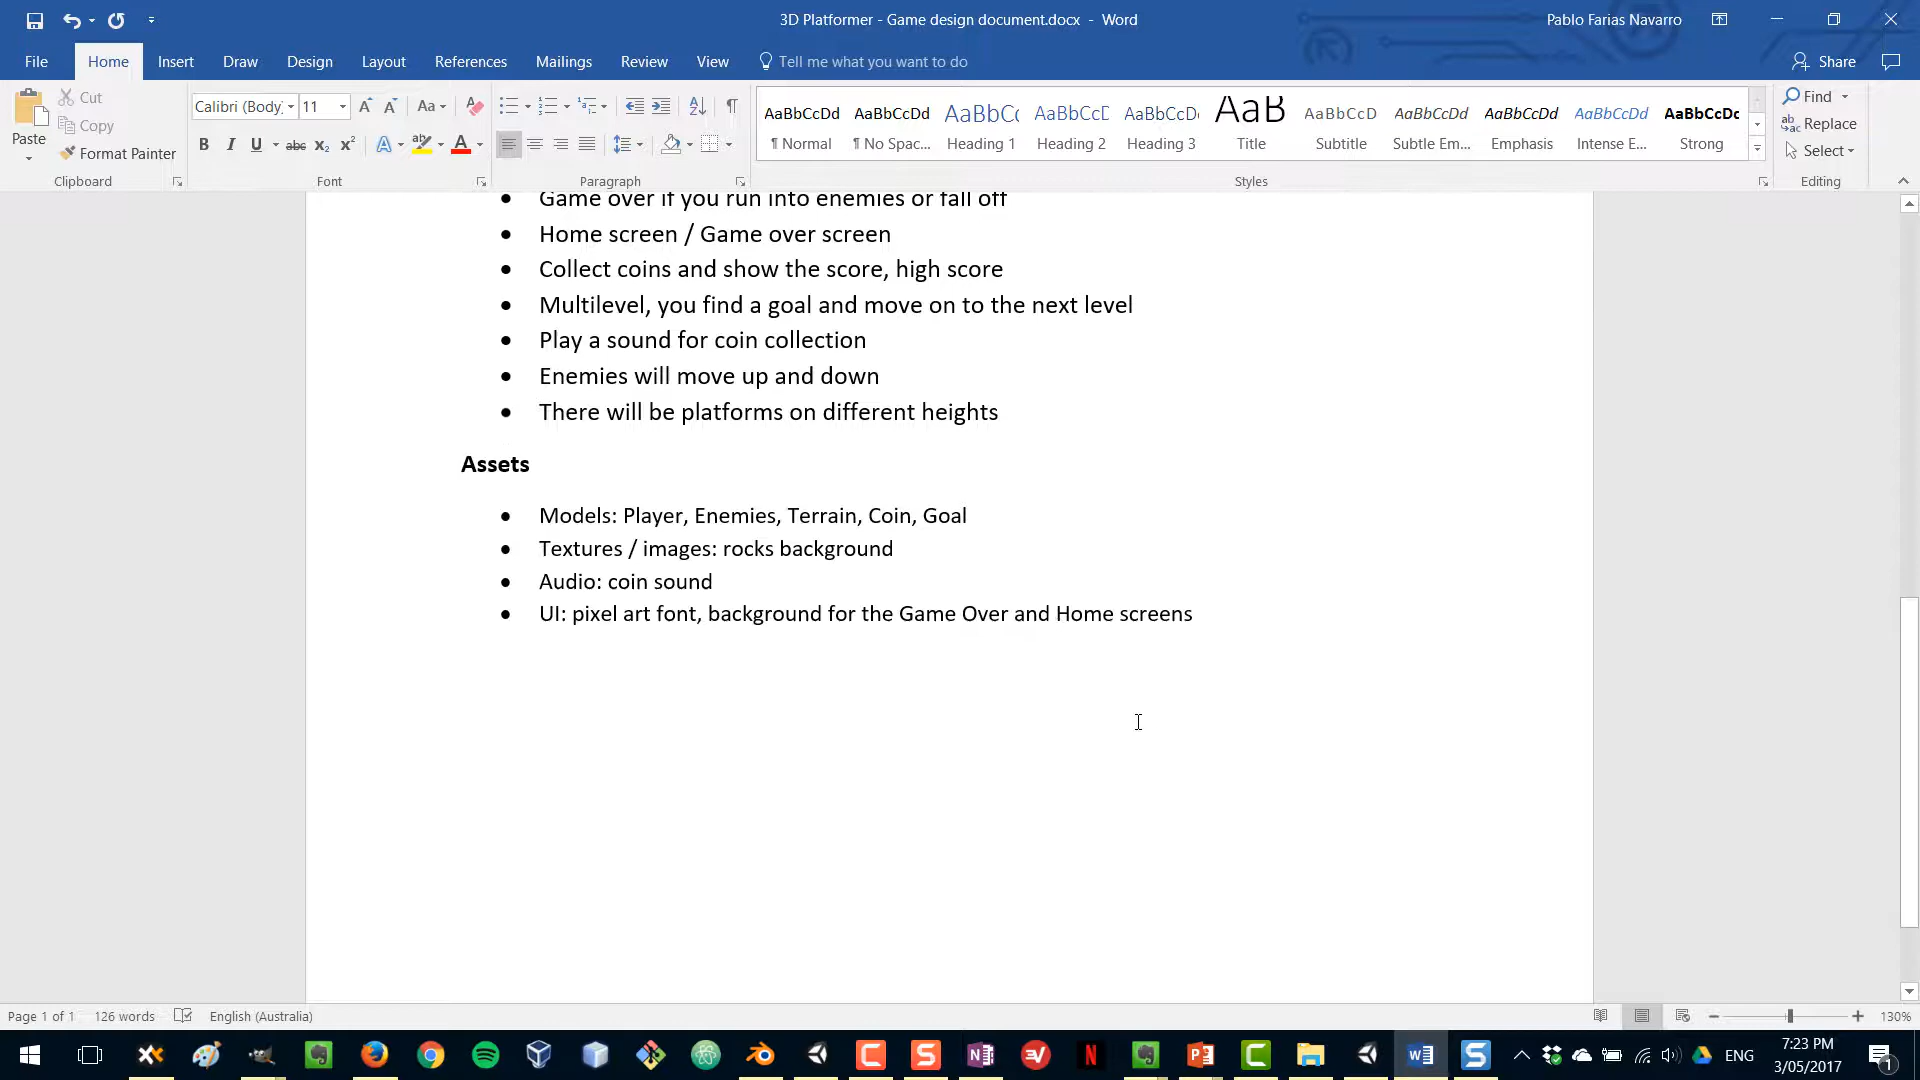 3D Platformer - Game design document.docx - Word
Pablo Farias Navarro
File Home Insert Draw Design Layout References Mailings Review View Tell me what you want to do Share
Paste
Cut
Copy
Format Painter
Clipboard
Calibri (Body) 11
Font
Paragraph
AaBbCcDd AaBbCcDd AaBbCc AaBbCcD AaBbCcD AaB AaBbCcD AaBbCcDd AaBbCcDd AaBbCcDd AaBbCcDc
¶ Normal ¶ No Spac... Heading 1 Heading 2 Heading 3 Title Subtitle Subtle Em... Emphasis Intense E... Strong
Styles
Find
Replace
Select
Editing
• Game over if you run into enemies or fall off
• Home screen / Game over screen
• Collect coins and show the score, high score
• Multilevel, you find a goal and move on to the next level
• Play a sound for coin collection
• Enemies will move up and down
• There will be platforms on different heights
Assets
• Models: Player, Enemies, Terrain, Coin, Goal
• Textures / images: rocks background
• Audio: coin sound
• UI: pixel art font, background for the Game Over and Home screens
Page 1 of 1 126 words English (Australia) 130%
ENG
7:23 PM
3/05/2017
1